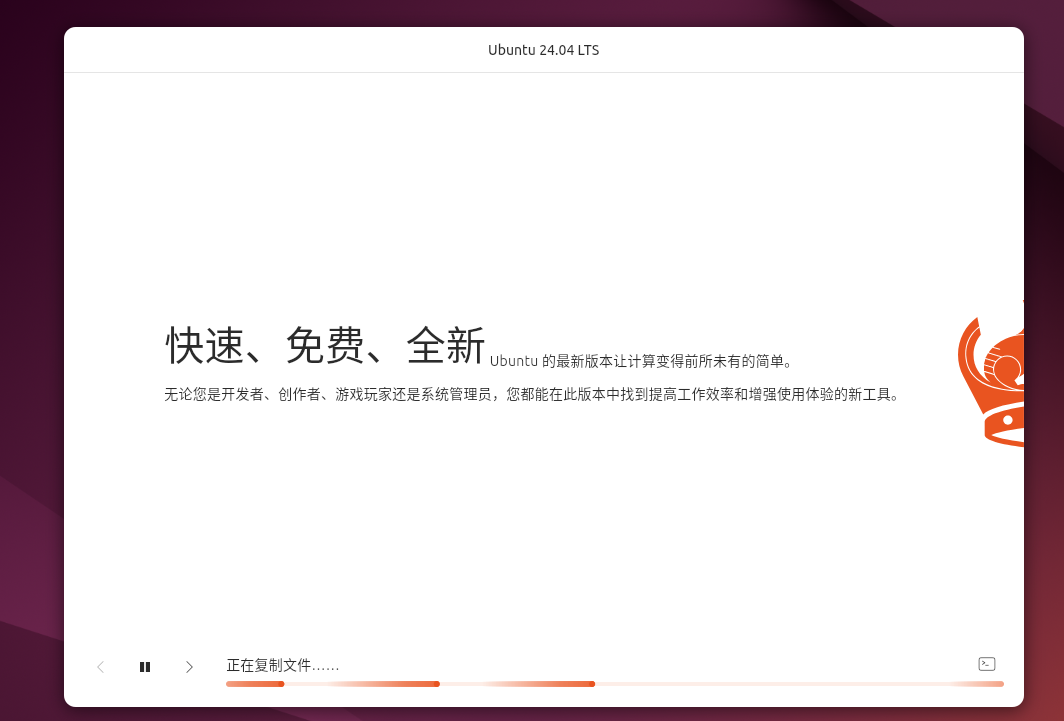 Ubuntu 24.04 LTS
快速、免费、全新 Ubuntu 的最新版本让计算变得前所未有的简单。
无论您是开发者、创作者、游戏玩家还是系统管理员，您都能在此版本中找到提高工作效率和增强使用体验的新工具。
正在复制文件……